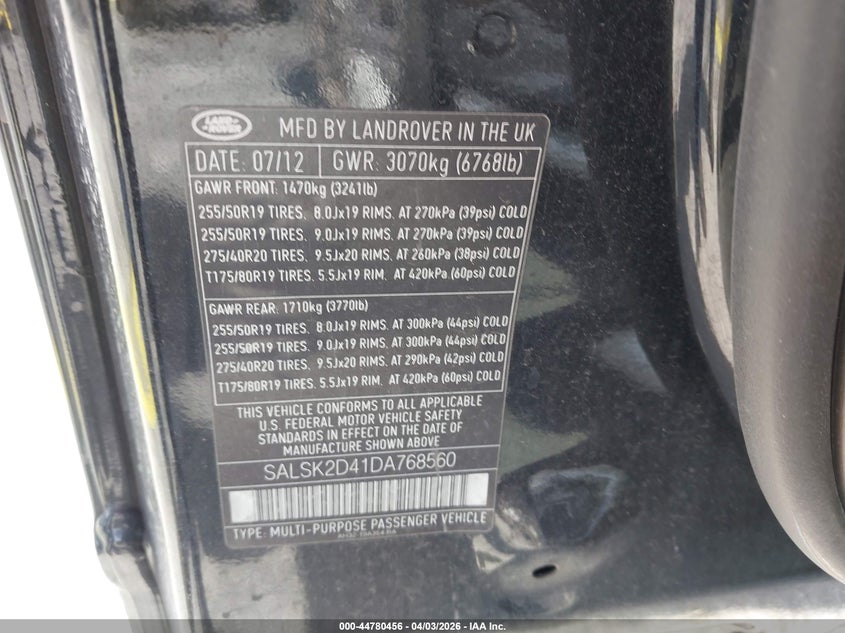 LAND ROVER
MFD BY LANDROVER IN THE UK
DATE: 07/12 GWR: 3070kg (6768lb)
GAWR FRONT: 1470kg (3241lb)
255/50R19 TIRES. 8.0Jx19 RIMS. AT 270kPa (39psi) COLD
255/50R19 TIRES. 9.0Jx19 RIMS. AT 270kPa (39psi) COLD
275/40R20 TIRES. 9.5Jx20 RIMS. AT 260kPa (38psi) COLD
T175/80R19 TIRES. 5.5Jx19 RIM. AT 420kPa (60psi) COLD
GAWR REAR: 1710kg (3770lb)
255/50R19 TIRES. 8.0Jx19 RIMS. AT 300kPa (44psi) COLD
255/50R19 TIRES. 9.0Jx19 RIMS. AT 300kPa (44psi) COLD
275/40R20 TIRES. 9.5Jx20 RIMS. AT 290kPa (42psi) COLD
T175/80R19 TIRES. 5.5Jx19 RIM. AT 420kPa (60psi) COLD
THIS VEHICLE CONFORMS TO ALL APPLICABLE
U.S. FEDERAL MOTOR VEHICLE SAFETY
STANDARDS IN EFFECT ON THE DATE OF
MANUFACTURE SHOWN ABOVE
SALSK2D41DA768560
TYPE: MULTI-PURPOSE PASSENGER VEHICLE
000-44780456 - 04/03/2026 - IAA Inc.